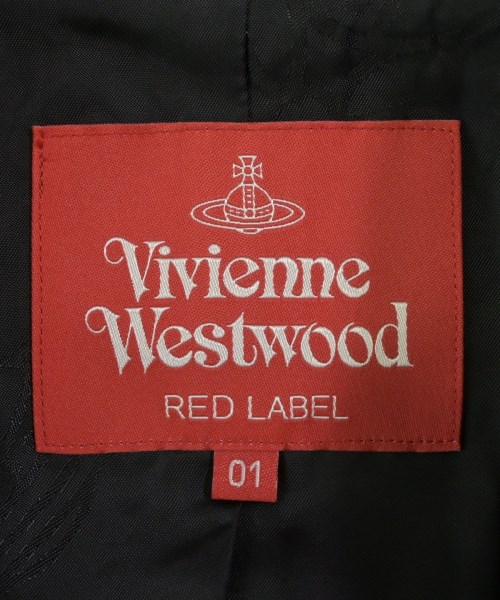 Vivienne
Westwood
RED LABEL
01